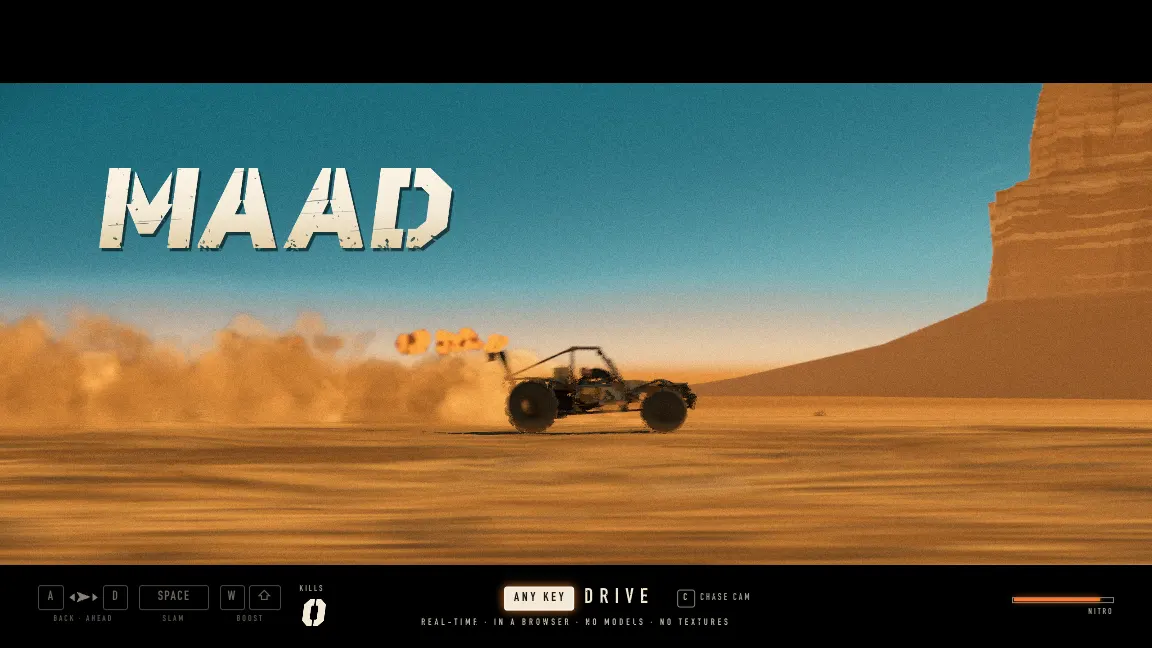 MAAD
A D SPACE W
BACK · AHEAD SLAM BOOST
KILLS
0
ANY KEY DRIVE C CHASE CAM
REAL-TIME · IN A BROWSER · NO MODELS · NO TEXTURES
NITRO